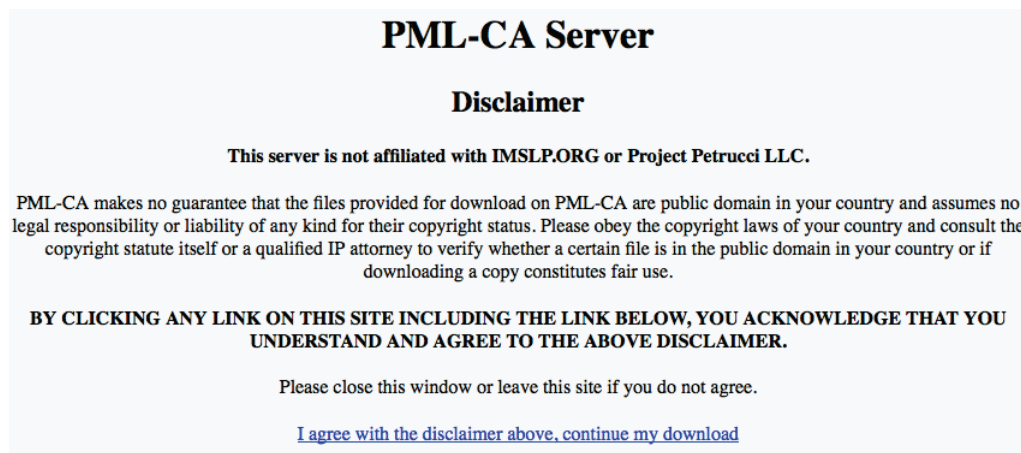 PML-CA Server
Disclaimer
This server is not affiliated with IMSLP.ORG or Project Petrucci LLC.
PML-CA makes no guarantee that the files provided for download on PML-CA are public domain in your country and assumes no
legal responsibility or liability of any kind for their copyright status. Please obey the copyright laws of your country and consult the
copyright statute itself or a qualified IP attorney to verify whether a certain file is in the public domain in your country or if
downloading a copy constitutes fair use.
BY CLICKING ANY LINK ON THIS SITE INCLUDING THE LINK BELOW, YOU ACKNOWLEDGE THAT YOU
UNDERSTAND AND AGREE TO THE ABOVE DISCLAIMER.
Please close this window or leave this site if you do not agree.
I agree with the disclaimer above, continue my download